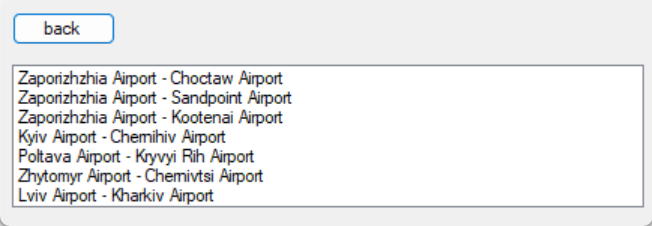 back
Zaporizhzhia Airport - Choctaw Airport
Zaporizhzhia Airport - Sandpoint Airport
Zaporizhzhia Airport - Kootenai Airport
Kyiv Airport - Chernihiv Airport
Poltava Airport - Kryvyi Rih Airport
Zhytomyr Airport - Chernivtsi Airport
Lviv Airport - Kharkiv Airport